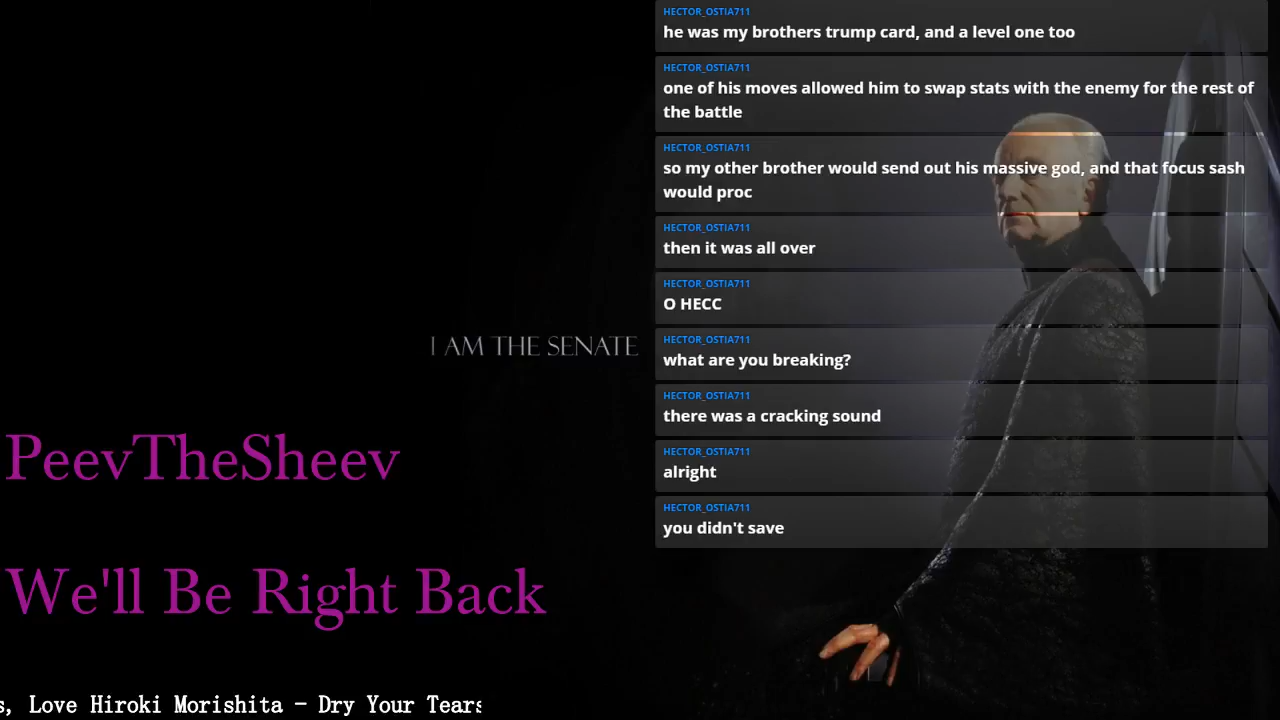 HECTOR_OSTIA711
he was my brothers trump card, and a level one too
HECTOR_OSTIA711
one of his moves allowed him to swap stats with the enemy for the rest of
the battle
HECTOR_OSTIA711
so my other brother would send out his massive god, and that focus sash
would proc
HECTOR_OSTIA711
then it was all over
HECTOR_OSTIA711
O HECC
HECTOR_OSTIA711
what are you breaking?
HECTOR_OSTIA711
there was a cracking sound
HECTOR_OSTIA711
alright
HECTOR_OSTIA711
you didn't save
I AM THE SENATE
PeevTheSheev
We'll Be Right Back
s, Love Hiroki Morishita - Dry Your Tears